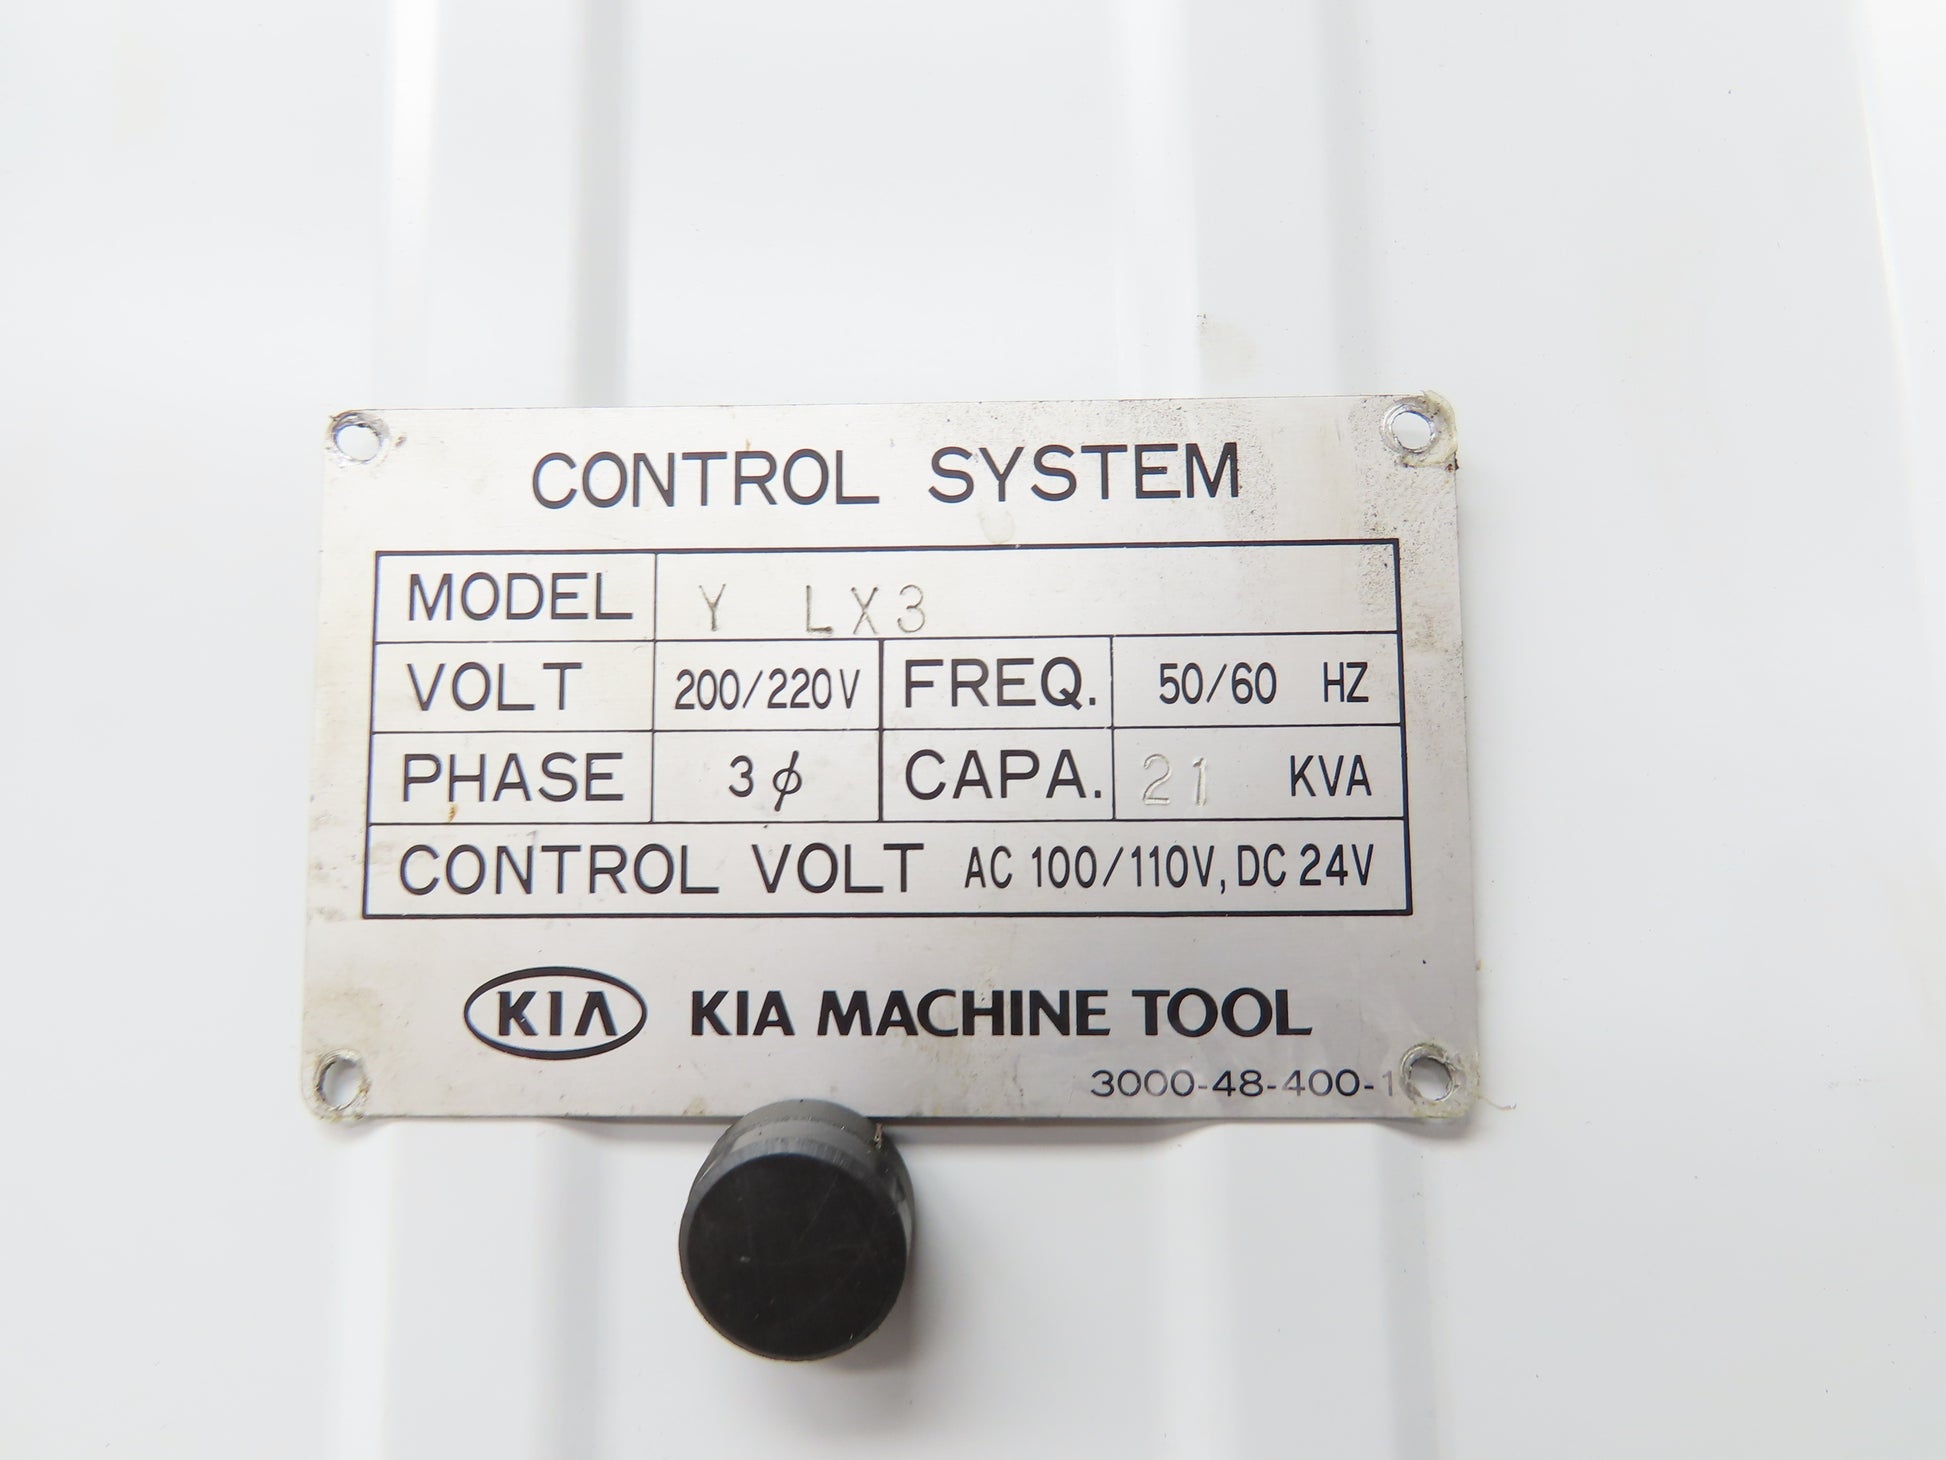 CONTROL SYSTEM
MODEL Y LX3
VOLT 200/220V FREQ. 50/60 HZ
PHASE 3ϕ CAPA. 21 KVA
CONTROL VOLT AC 100/110V, DC 24V
KIA KIA MACHINE TOOL
3000-48-400-1